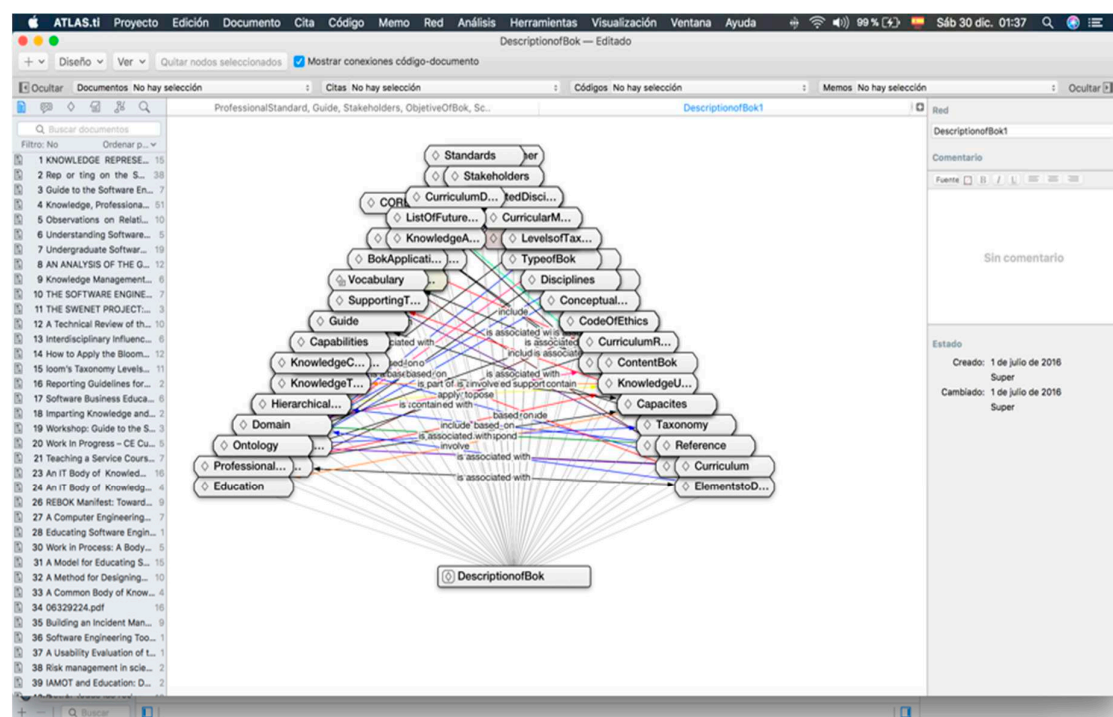 ATLAS.ti Proyecto Edición Documento Cita Código Memo Red Análisis Herramientas Visualización Ventana Ayuda 99 % Sáb 30 dic. 01:37
DescriptionofBok — Editado
Diseño Ver Quitar nodos seleccionados Mostrar conexiones código-documento
Ocultar Documentos No hay selección Citas No hay selección Códigos No hay selección Memos No hay selección Ocultar
ProfessionalStandard, Guide, Stakeholders, ObjetiveOfBok, Sc.. DescriptionofBok1
Buscar documentos
Filtro: No Ordenar p...
1 KNOWLEDGE REPRESE... 15
2 Rep or ting on the S... 38
3 Guide to the Software En... 7
4 Knowledge, Professiona... 51
5 Observations on Relati... 10
6 Understanding Software... 5
7 Undergraduate Softwar... 19
8 AN ANALYSIS OF THE G... 12
9 Knowledge Management... 6
10 THE SOFTWARE ENGINE... 7
11 THE SWENET PROJECT:... 3
12 A Technical Review of th... 10
13 Interdisciplinary Influenc... 6
14 How to Apply the Bloom... 12
15 loom's Taxonomy Levels... 11
16 Reporting Guidelines for... 2
17 Software Business Educa... 6
18 Imparting Knowledge and... 2
19 Workshop: Guide to the S... 3
20 Work In Progress – CE Cu... 5
21 Teaching a Service Cours... 7
23 An IT Body of Knowled... 16
24 An IT Body of Knowledg... 4
26 REBOK Manifest: Toward... 9
27 A Computer Engineering... 7
28 Educating Software Engin... 1
30 Work in Process: A Body... 5
31 A Model for Educating S... 15
32 A Method for Designing... 10
33 A Common Body of Know... 4
34 06329224.pdf 16
35 Building an Incident Man... 9
36 Software Engineering Too... 1
37 A Usability Evaluation of t... 1
38 Risk management in scie... 2
39 IAMOT and Education: D... 2
Buscar
Standards
Stakeholders
CurriculumD... tedDisci...
ListOfFuture... CurricularM...
KnowledgeA... LevelsofTax...
BokApplicati... TypeofBok
Vocabulary Disciplines
SupportingT... Conceptual...
include
Guide CodeOfEthics
Capabilities CurriculumR...
KnowledgeC... ContentBok
is associated with
KnowledgeT... KnowledgeU...
Hierarchical... Capacites
Domain Taxonomy
Ontology Reference
involve
is associated with
Professional... Curriculum
is associated with
Education ElementstoD...
DescriptionofBok
Red
DescriptionofBok1
Comentario
Fuente B I U
Sin comentario
Estado
Creado: 1 de julio de 2016
Super
Cambiado: 1 de julio de 2016
Super